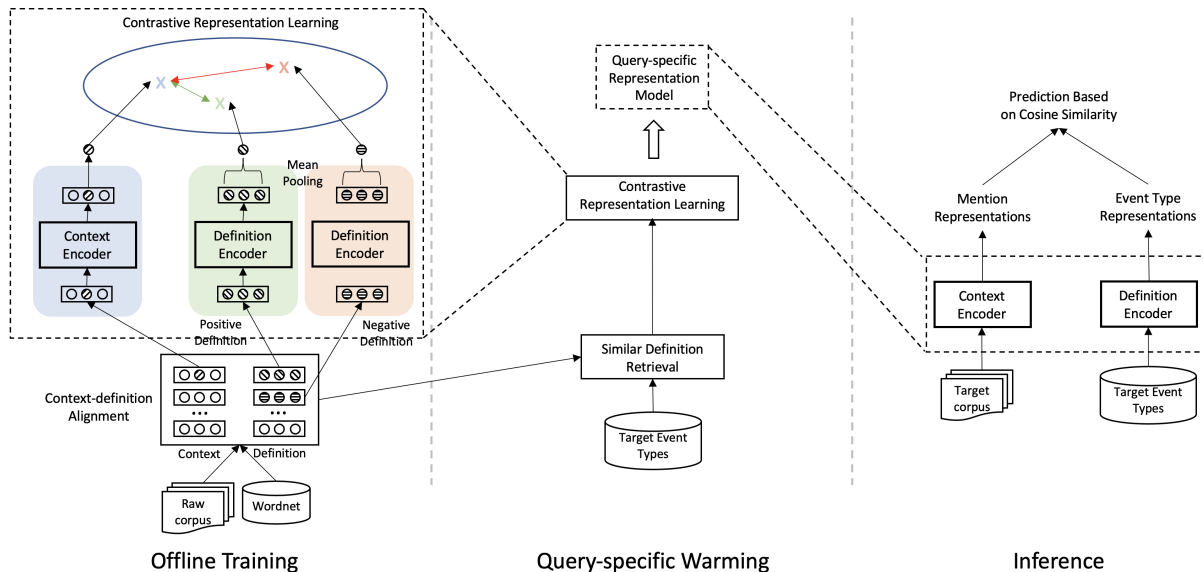 Contrastive Representation Learning
X
X
X
Mean
Pooling
Context
Encoder
Definition
Encoder
Definition
Encoder
Positive
Definition
Negative
Definition
Context-definition
Alignment
...
...
Context
Definition
Raw
corpus
Wordnet
Offline Training
Query-specific
Representation
Model
Contrastive
Representation Learning
Similar Definition
Retrieval
Target Event
Types
Query-specific Warming
Prediction Based
on Cosine Similarity
Mention
Representations
Event Type
Representations
Context
Encoder
Definition
Encoder
Target
corpus
Target Event
Types
Inference